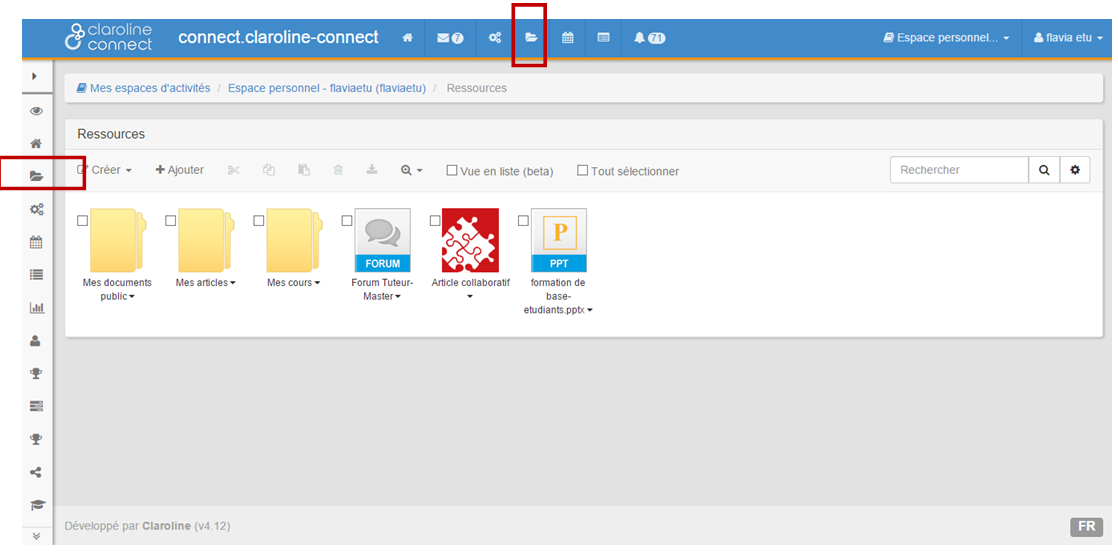 claroline
connect
connect.claroline-connect
7
71
Espace personnel...
flavia etu
Mes espaces d'activités / Espace personnel - flaviaetu (flaviaetu) / Ressources
Ressources
Créer
Ajouter
Vue en liste (beta)
Tout sélectionner
Rechercher
FORUM
P
PPT
Mes documents
public
Mes articles
Mes cours
Forum Tuteur-
Master
Article collaboratif
formation de
base-
etudiants.pptx
Développé par Claroline (v4.12)
FR